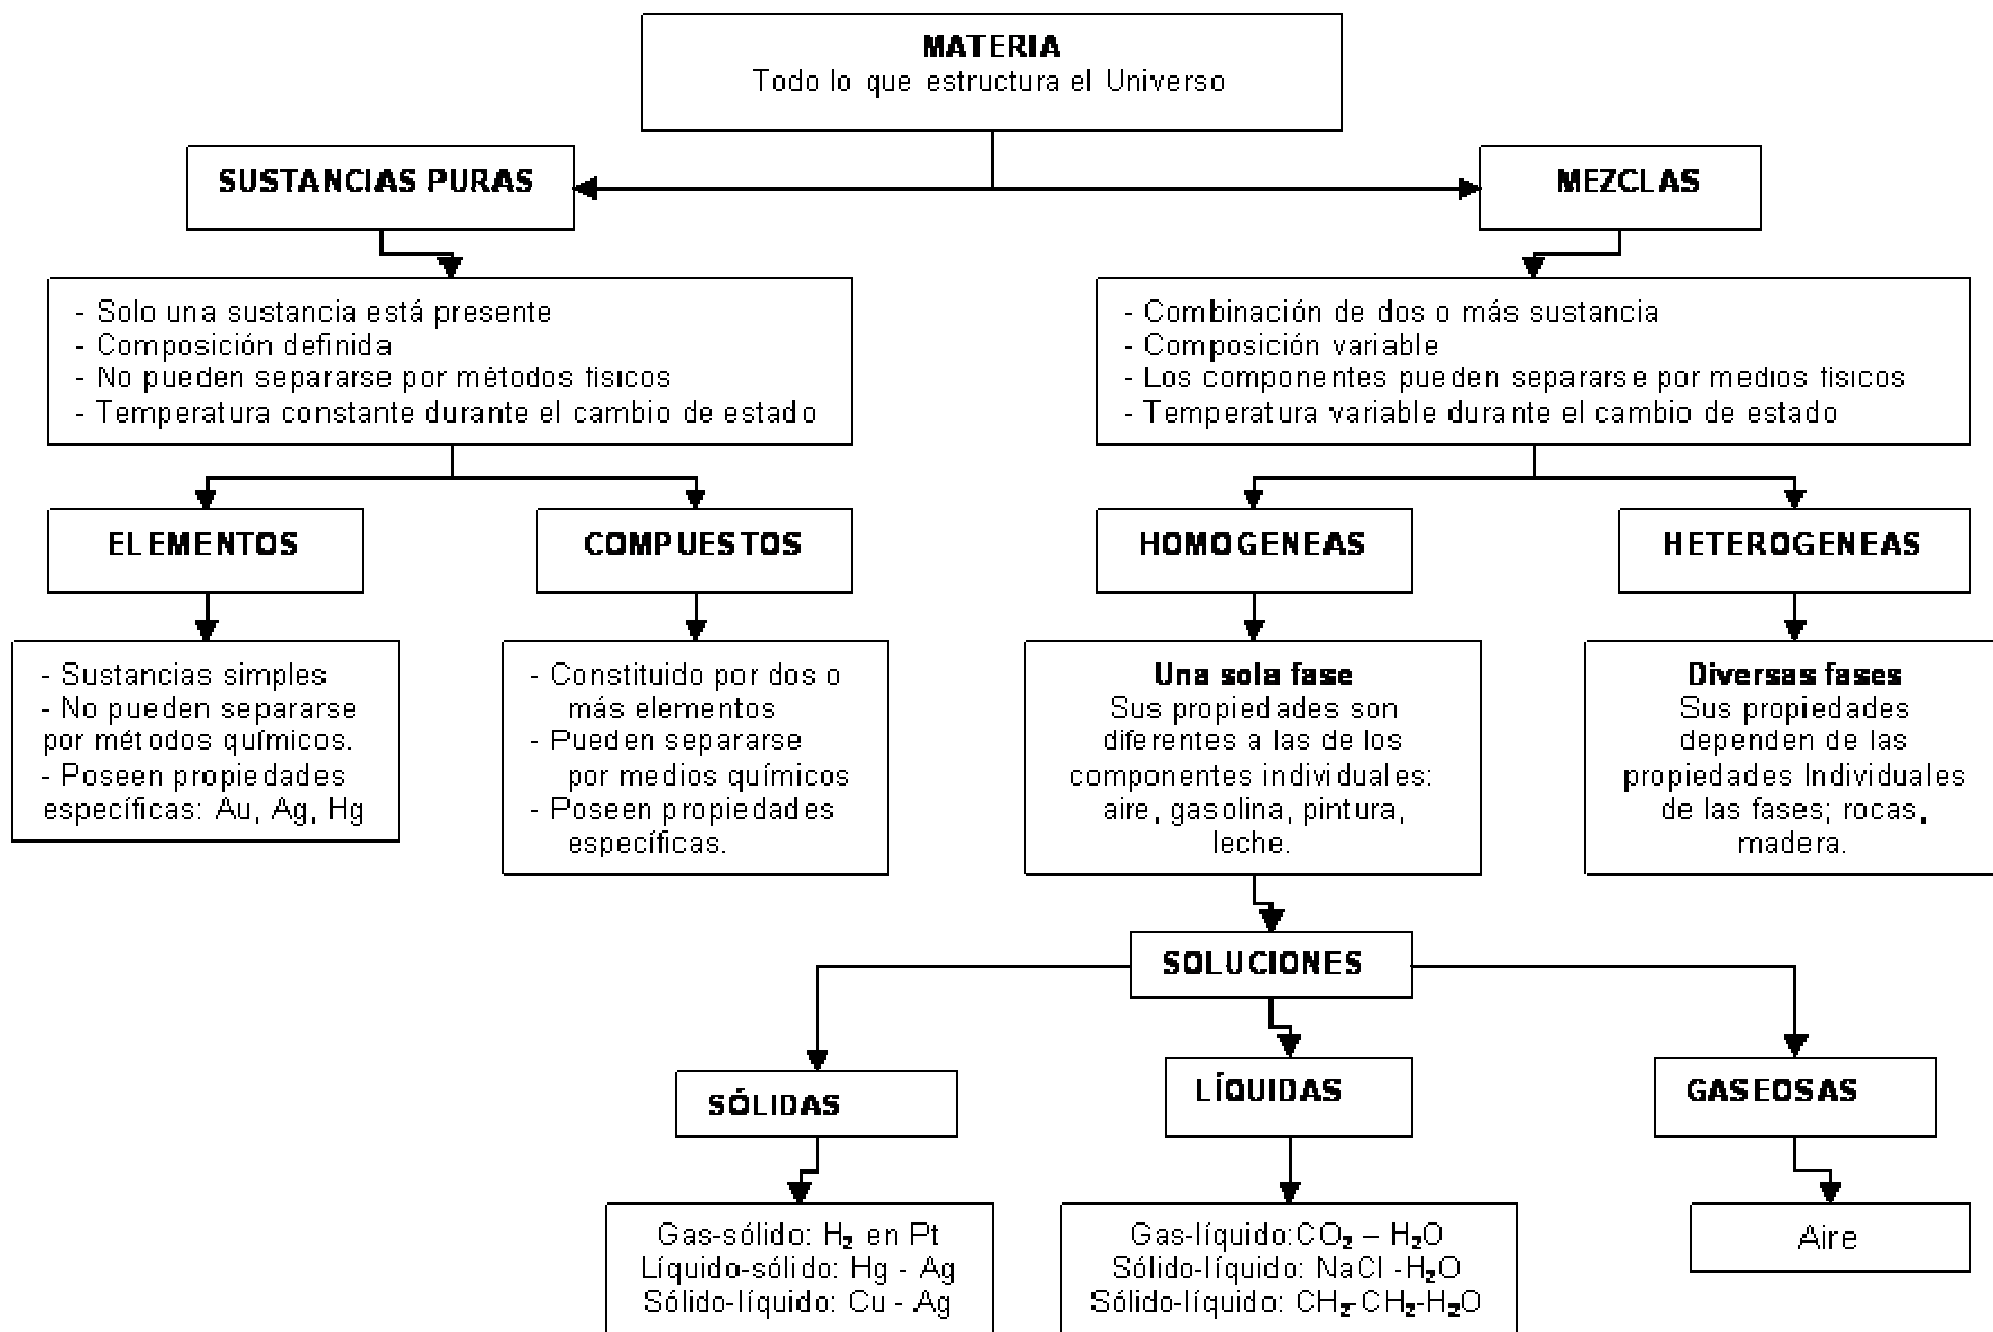 MATERIA
Todo lo que estructura el Universo
SUSTANCIAS PURAS
MEZCLAS
- Solo una sustancia está presente
- Composición definida
- No pueden separarse por métodos físicos
- Temperatura constante durante el cambio de estado
- Combinación de dos o más sustancia
- Composición variable
- Los componentes pueden separarse por medios físicos
- Temperatura variable durante el cambio de estado
ELEMENTOS
COMPUESTOS
HOMOGENEAS
HETEROGENEAS
- Sustancias simples
- No pueden separarse
por métodos químicos.
- Poseen propiedades
específicas: Au, Ag, Hg
- Constituido por dos o
más elementos
- Pueden separarse
por medios químicos
- Poseen propiedades
específicas.
Una sola fase
Sus propiedades son
diferentes a las de los
componentes individuales:
aire, gasolina, pintura,
leche.
Diversas fases
Sus propiedades
dependen de las
propiedades Individuales
de las fases; rocas,
madera.
SOLUCIONES
SÓLIDAS
LÍQUIDAS
GASEOSAS
Gas-sólido: H₂ en Pt
Líquido-sólido: Hg - Ag
Sólido-líquido: Cu - Ag
Gas-líquido:CO₂ – H₂O
Sólido-líquido: NaCl -H₂O
Sólido-líquido: CH₂-CH₂-H₂O
Aire